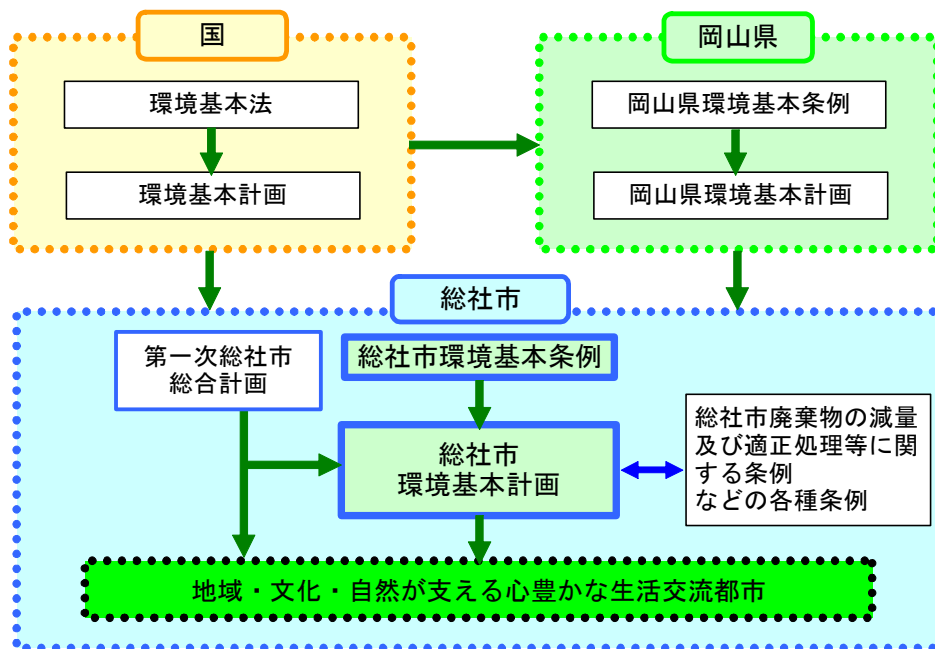 国
環境基本法
環境基本計画
岡山県
岡山県環境基本条例
岡山県環境基本計画
総社市
第一次総社市
総合計画
総社市環境基本条例
総社市
環境基本計画
総社市廃棄物の減量
及び適正処理等に関
する条例
などの各種条例
地域・文化・自然が支える心豊かな生活交流都市